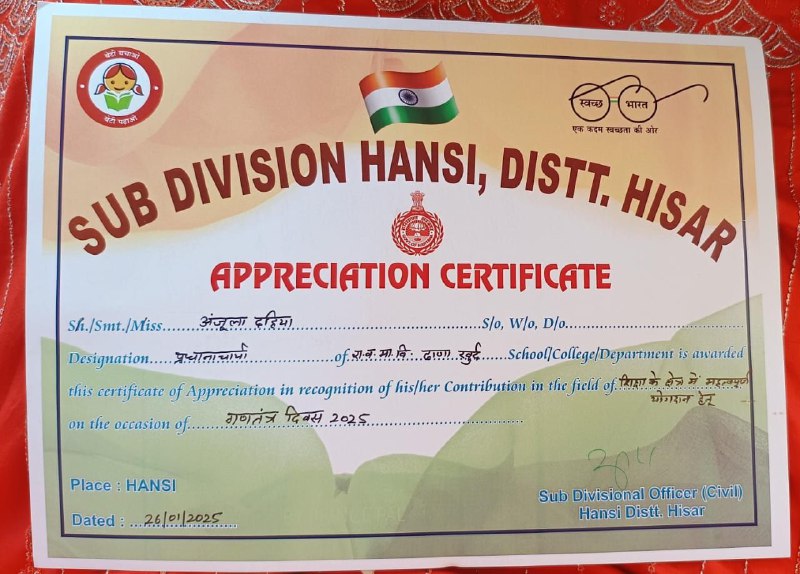 बेटी बचाओ
बेटी पढ़ाओ
स्वच्छ भारत
एक कदम स्वच्छता की ओर
SUB DIVISION HANSI, DISTT. HISAR
APPRECIATION CERTIFICATE
Sh./Smt./Miss....अंजूला दहिया....S/o, W/o, D/o....
Designation....प्रधानाचार्या....of.रा.व.मा.वि. ढाणा खुर्द....School/College/Department is awarded
this certificate of Appreciation in recognition of his/her Contribution in the field of.शिक्षा के क्षेत्र में महत्वपूर्ण
योगदान हेतू
on the occasion of....गणतंत्र दिवस 2025....
Place : HANSI
Dated : ...26/01/2025....
Sub Divisional Officer (Civil)
Hansi Distt. Hisar